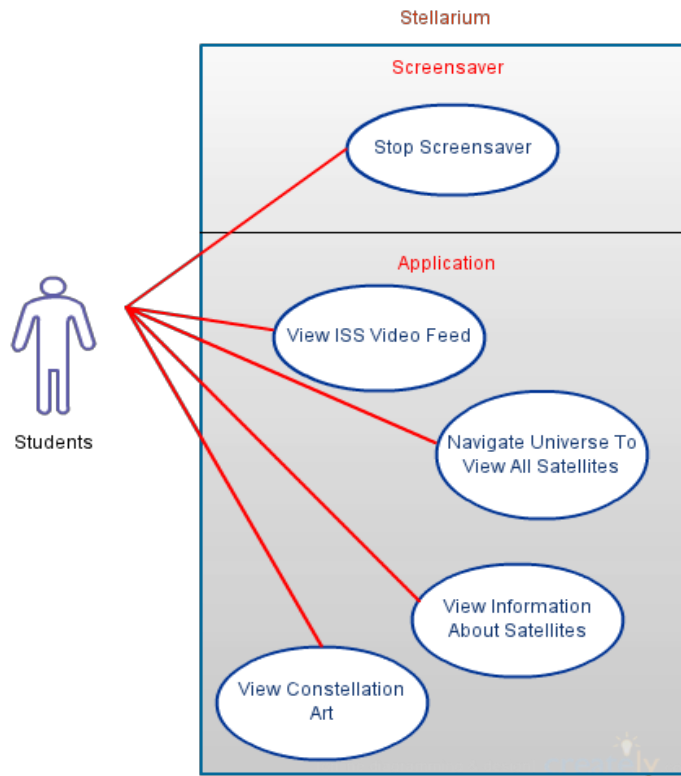 Stellarium
Screensaver
Stop Screensaver
Application
View ISS Video Feed
Students
Navigate Universe To
View All Satellites
View Information
About Satellites
View Constellation
Art